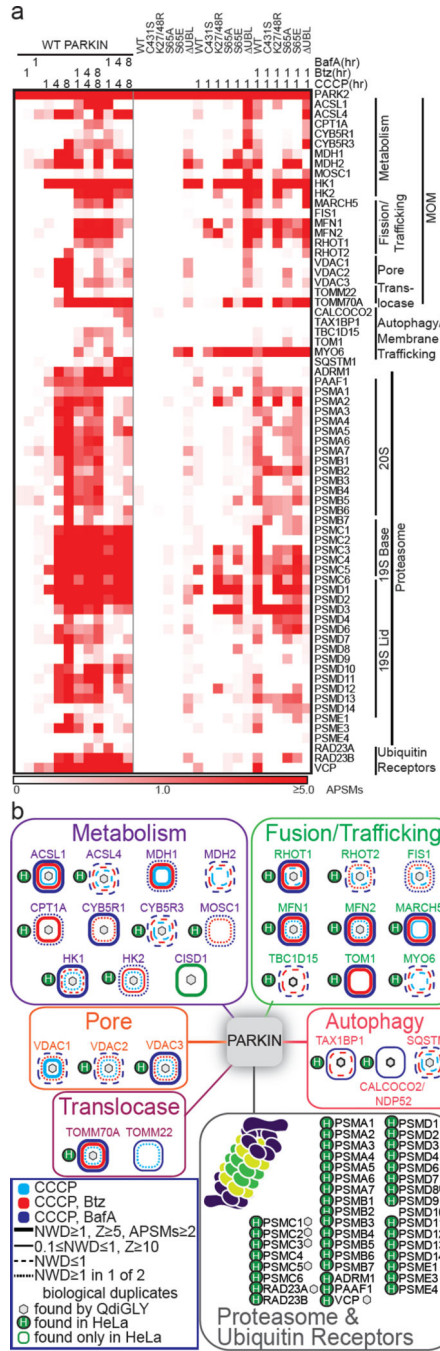 a
WT PARKIN
WT
C431S
K27/48R
S65A
S65E
ΔUBL
WT
C431S
K27/48R
S65A
S65E
ΔUBL
WT
C431S
K27/48R
S65A
S65E
ΔUBL
1 1 4 8 BafA(hr)
1 1 4 8 1 1 1 1 1 1 Btz(hr)
1 4 8 1 4 8 1 4 8 1 1 1 1 1 1 1 1 1 1 1 1 CCCP(hr)
PARK2
ACSL1
ACSL4
CPT1A
CYB5R1
CYB5R3
MDH1
MDH2
MOSC1
HK1
HK2
MARCH5
FIS1
MFN1
MFN2
RHOT1
RHOT2
VDAC1
VDAC2
VDAC3
TOMM22
TOMM70A
CALCOCO2
TAX1BP1
TBC1D15
TOM1
MYO6
SQSTM1
ADRM1
PAAF1
PSMA1
PSMA2
PSMA3
PSMA4
PSMA5
PSMA6
PSMA7
PSMB1
PSMB2
PSMB3
PSMB4
PSMB5
PSMB6
PSMB7
PSMC1
PSMC2
PSMC3
PSMC4
PSMC5
PSMC6
PSMD1
PSMD2
PSMD3
PSMD4
PSMD6
PSMD7
PSMD8
PSMD9
PSMD10
PSMD11
PSMD12
PSMD13
PSMD14
PSME1
PSME3
PSME4
RAD23A
RAD23B
VCP
Metabolism
Fission/
Trafficking
Pore
Trans-
locase
MOM
Autophagy/
Membrane
Trafficking
20S
19S Base
19S Lid
Proteasome
Ubiquitin
Receptors
0 1.0 ≥5.0
APSMs
b
Metabolism
ACSL1 ACSL4 MDH1 MDH2
CPT1A CYB5R1 CYB5R3 MOSC1
HK1 HK2 CISD1
Fusion/Trafficking
RHOT1 RHOT2 FIS1
MFN1 MFN2 MARCH5
TBC1D15 TOM1 MYO6
Pore
VDAC1 VDAC2 VDAC3
PARKIN
Autophagy
TAX1BP1 SQSTM
CALCOCO2/
NDP52
Translocase
TOMM70A TOMM22
CCCP
CCCP, Btz
CCCP, BafA
NWD≥1, Z≥5, APSMs≥2
0.1≤NWD≤1, Z≥10
NWD≤1
NWD≥1 in 1 of 2
biological duplicates
found by QdiGLY
H found in HeLa
found only in HeLa
H PSMC1
H PSMC2
H PSMC3
H PSMC4
H PSMC5
PSMC6
H RAD23A
H RAD23B
H PSMA1
H PSMA2
H PSMA3
H PSMA4
H PSMA5
H PSMA6
H PSMA7
H PSMB1
H PSMB2
H PSMB3
H PSMB4
H PSMB5
H PSMB6
H PSMB7
H ADRM1
H PAAF1
H VCP
H PSMD1
H PSMD2
H PSMD3
H PSMD4
H PSMD6
H PSMD7
H PSMD8
H PSMD9
PSMD10
H PSMD1
H PSMD12
H PSMD13
H PSMD14
H PSME1
H PSME3
H PSME4
Proteasome &
Ubiquitin Receptors